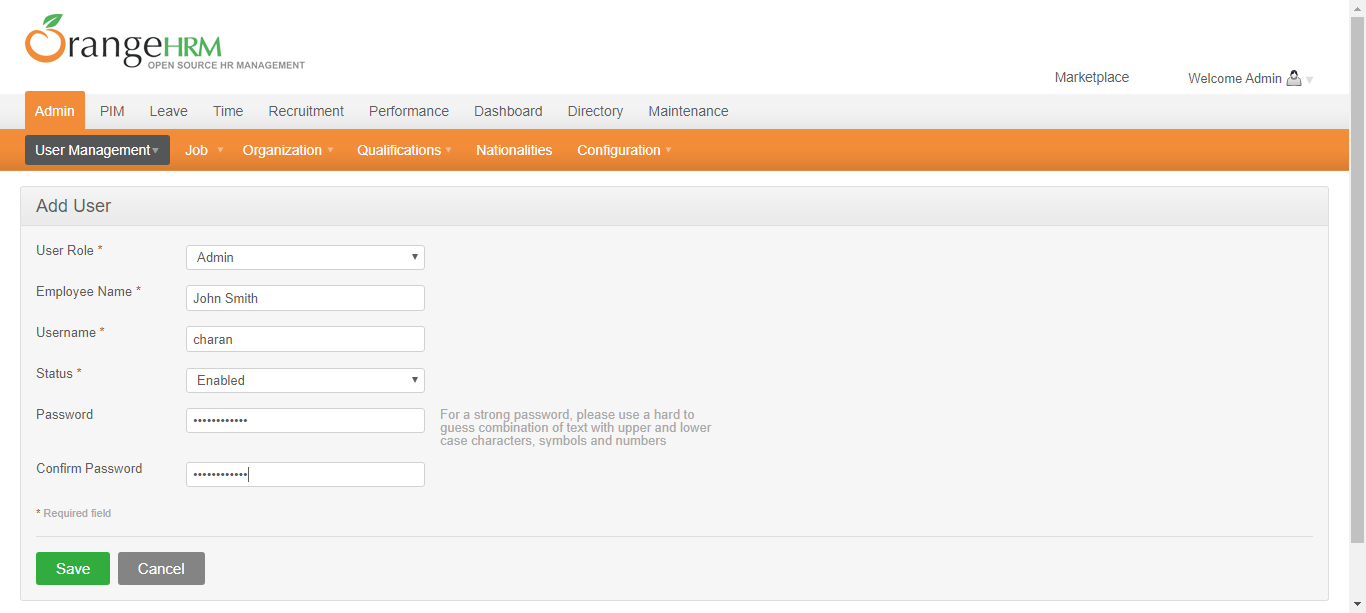 OrangeHRM
OPEN SOURCE HR MANAGEMENT
Marketplace
Welcome Admin
Admin PIM Leave Time Recruitment Performance Dashboard Directory Maintenance
User Management Job Organization Qualifications Nationalities Configuration
Add User
User Role *
Admin
Employee Name *
John Smith
Username *
charan
Status *
Enabled
Password
••••••••••••
For a strong password, please use a hard to
guess combination of text with upper and lower
case characters, symbols and numbers
Confirm Password
••••••••••••
* Required field
Save Cancel